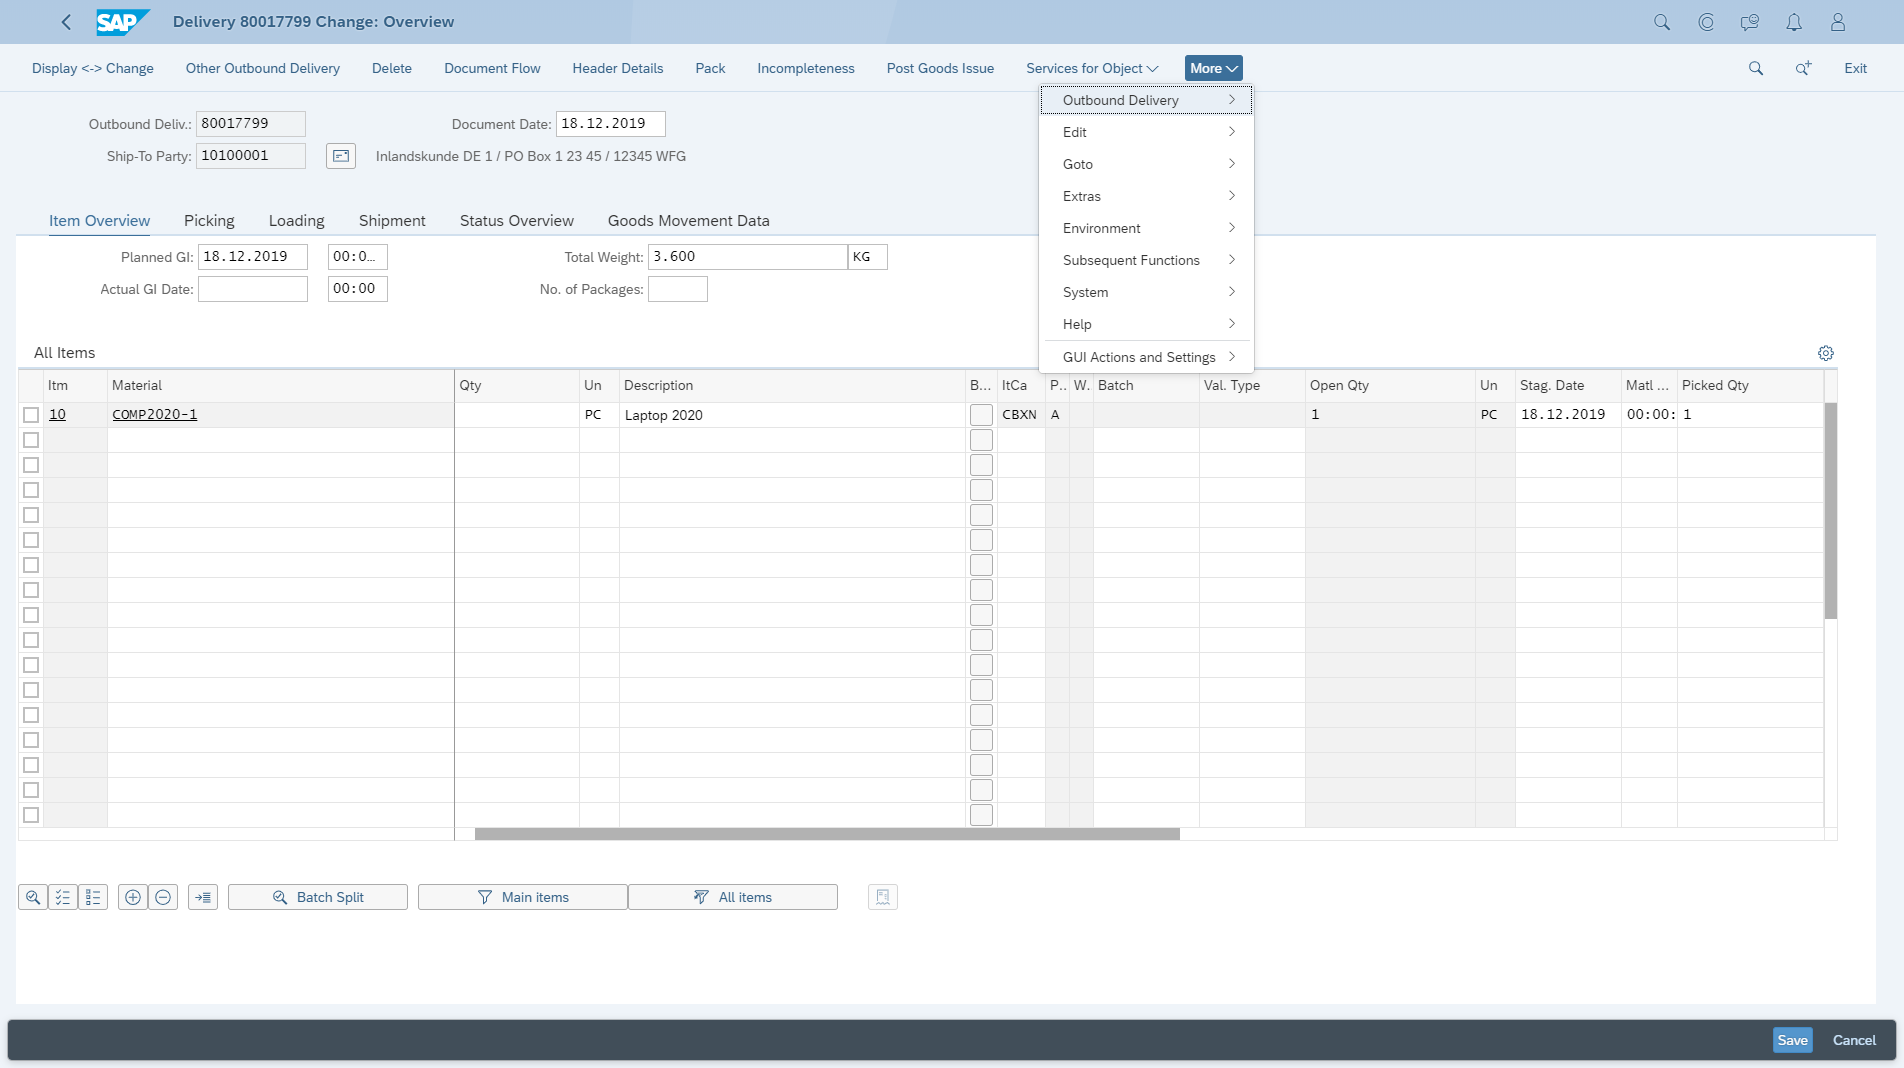 SAP Delivery 80017799 Change: Overview
Display <-> Change Other Outbound Delivery Delete Document Flow Header Details Pack Incompleteness Post Goods Issue Services for Object More Exit
Outbound Deliv.: 80017799 Document Date: 18.12.2019
Ship-To Party: 10100001 Inlandskunde DE 1 / PO Box 1 23 45 / 12345 WFG
Outbound Delivery
Edit
Goto
Extras
Environment
Subsequent Functions
System
Help
GUI Actions and Settings
Item Overview Picking Loading Shipment Status Overview Goods Movement Data
Planned GI: 18.12.2019 00:0... Total Weight: 3.600 KG
Actual GI Date: 00:00 No. of Packages:
All Items
Itm Material Qty Un Description B... ItCa P.. W. Batch Val. Type Open Qty Un Stag. Date Matl ... Picked Qty
10 COMP2020-1 PC Laptop 2020 CBXN A 1 PC 18.12.2019 00:00: 1
Batch Split Main items All items
Save Cancel